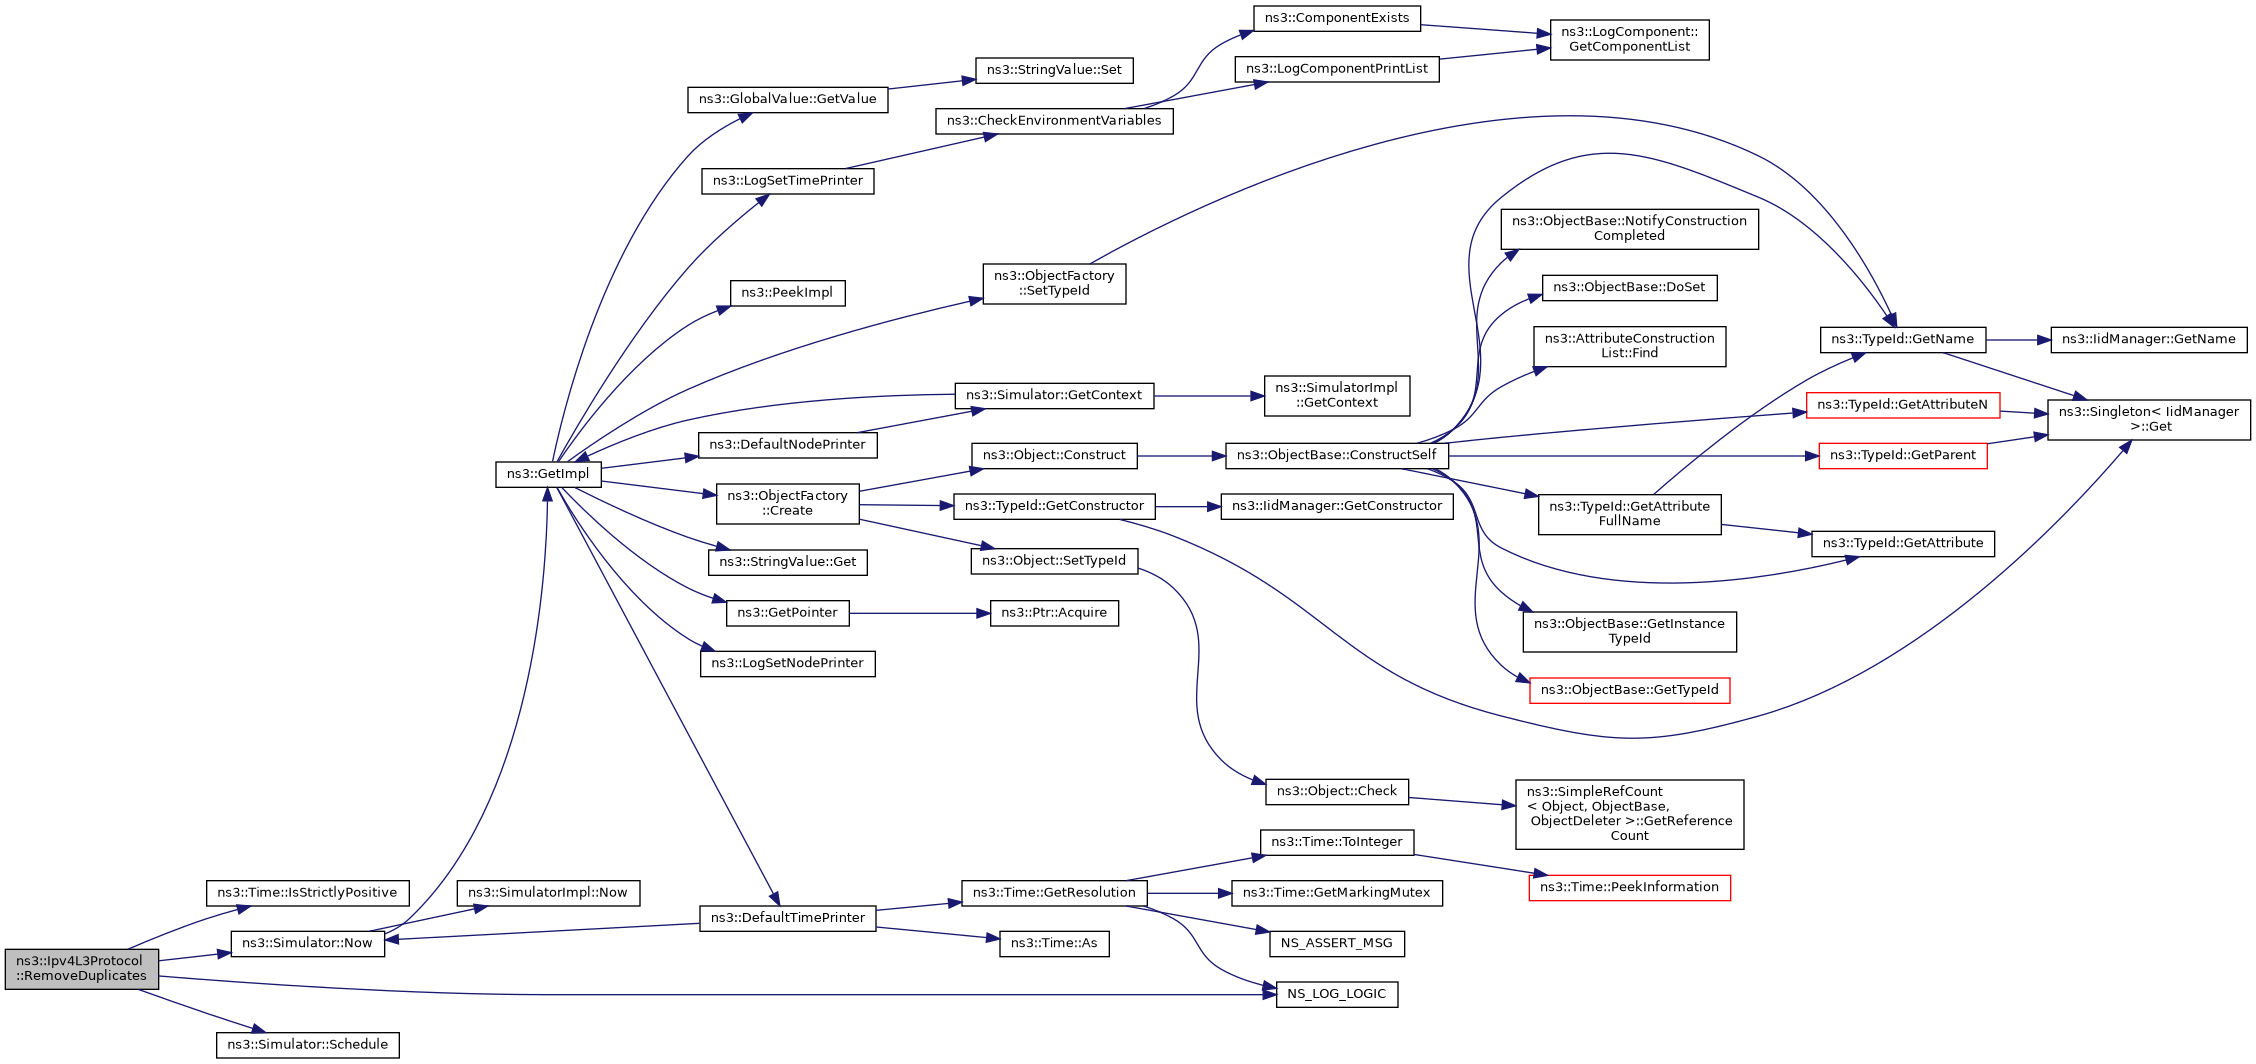 ns3::ComponentExists
ns3::LogComponent::
GetComponentList
ns3::StringValue::Set
ns3::LogComponentPrintList
ns3::GlobalValue::GetValue
ns3::CheckEnvironmentVariables
ns3::LogSetTimePrinter
ns3::ObjectBase::NotifyConstruction
Completed
ns3::ObjectFactory
::SetTypeId
ns3::PeekImpl
ns3::ObjectBase::DoSet
ns3::AttributeConstruction
List::Find
ns3::TypeId::GetName
ns3::IidManager::GetName
ns3::Simulator::GetContext
ns3::SimulatorImpl
::GetContext
ns3::TypeId::GetAttributeN
ns3::Singleton< IidManager
>::Get
ns3::DefaultNodePrinter
ns3::Object::Construct
ns3::ObjectBase::ConstructSelf
ns3::TypeId::GetParent
ns3::GetImpl
ns3::ObjectFactory
::Create
ns3::TypeId::GetConstructor
ns3::IidManager::GetConstructor
ns3::TypeId::GetAttribute
FullName
ns3::TypeId::GetAttribute
ns3::StringValue::Get
ns3::Object::SetTypeId
ns3::GetPointer
ns3::Ptr::Acquire
ns3::ObjectBase::GetInstance
TypeId
ns3::LogSetNodePrinter
ns3::ObjectBase::GetTypeId
ns3::Object::Check
ns3::SimpleRefCount
< Object, ObjectBase,
ObjectDeleter >::GetReference
Count
ns3::Time::ToInteger
ns3::Time::IsStrictlyPositive
ns3::SimulatorImpl::Now
ns3::Time::GetResolution
ns3::Time::GetMarkingMutex
ns3::Time::PeekInformation
ns3::DefaultTimePrinter
ns3::Simulator::Now
ns3::Time::As
NS_ASSERT_MSG
ns3::Ipv4L3Protocol
::RemoveDuplicates
NS_LOG_LOGIC
ns3::Simulator::Schedule